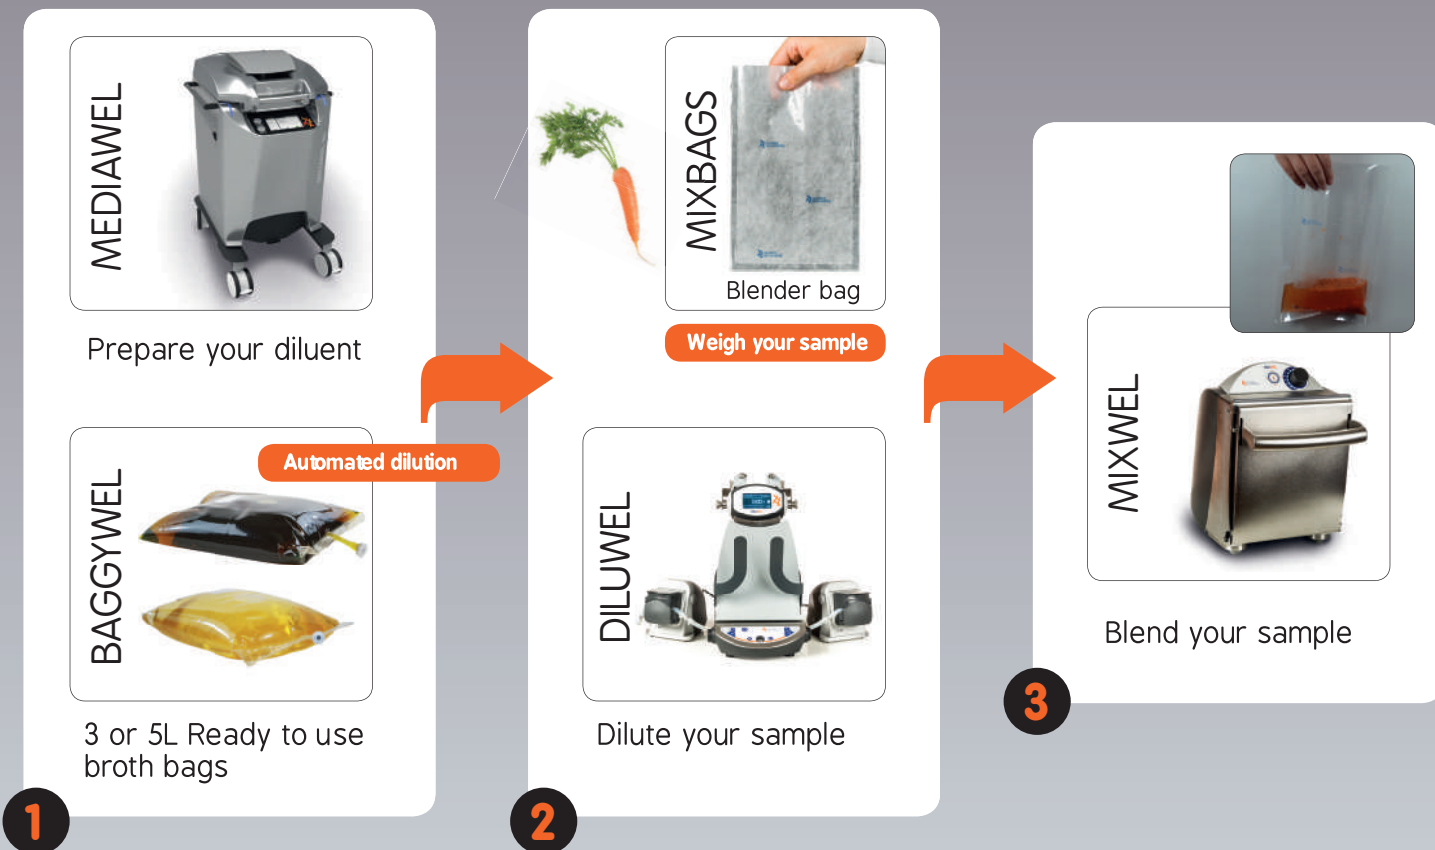 MEDIAWEL
Prepare your diluent
Automated dilution
BAGGYWEL
3 or 5L Ready to use
broth bags
1
MIXBAGS
Blender bag
Weigh your sample
DILUWEL
Dilute your sample
2
MIXWEL
Blend your sample
3